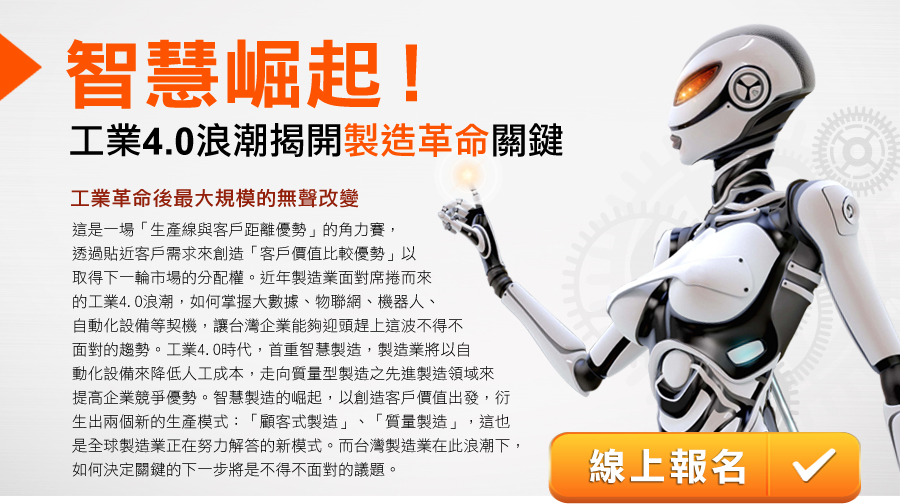 智慧崛起！
工業4.0浪潮揭開製造革命關鍵
工業革命後最大規模的無聲改變
這是一場「生產線與客戶距離優勢」的角力賽，
透過貼近客戶需求來創造「客戶價值比較優勢」以
取得下一輪市場的分配權。近年製造業面對席捲而來
的工業4.0浪潮，如何掌握大數據、物聯網、機器人、
自動化設備等契機，讓台灣企業能夠迎頭趕上這波不得不
面對的趨勢。工業4.0時代，首重智慧製造，製造業將以自
動化設備來降低人工成本，走向質量型製造之先進製造領域來
提高企業競爭優勢。智慧製造的崛起，以創造客戶價值出發，衍
生出兩個新的生產模式：「顧客式製造」、「質量製造」，這也
是全球製造業正在努力解答的新模式。而台灣製造業在此浪潮下，
如何決定關鍵的下一步將是不得不面對的議題。
線上報名